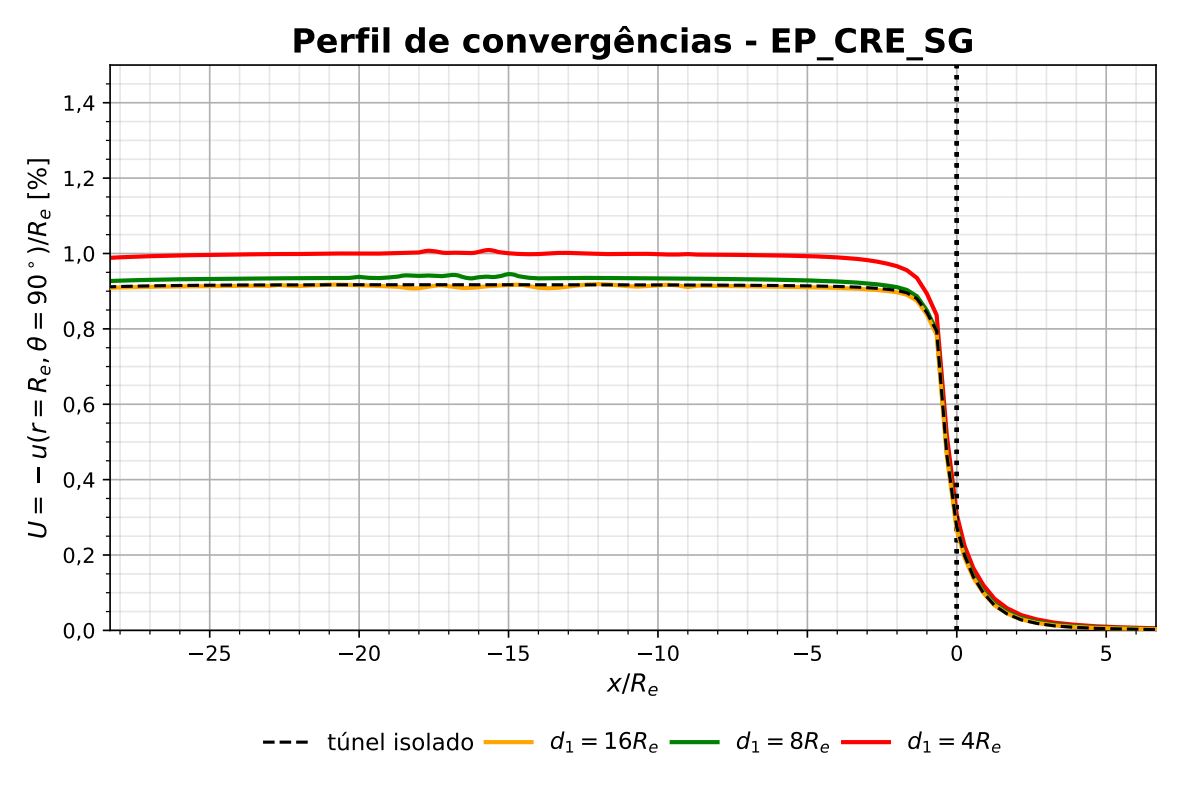 Perfil de convergências - EP_CRE_SG
U = − u(r = Rₑ, θ = 90°)/Rₑ [%]
1,4
1,2
1,0
0,8
0,6
0,4
0,2
0,0
−25 −20 −15 −10 −5 0 5
x/Rₑ
túnel isolado d₁ = 16Rₑ d₁ = 8Rₑ d₁ = 4Rₑ